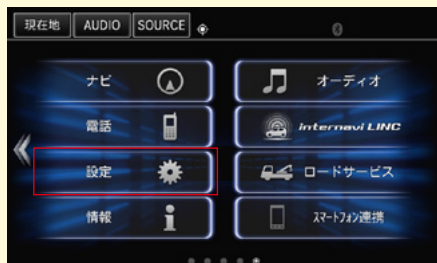 現在地 AUDIO SOURCE
ナビ オーディオ
電話 internavi LINC
設定 ロードサービス
情報 スマートフォン連携